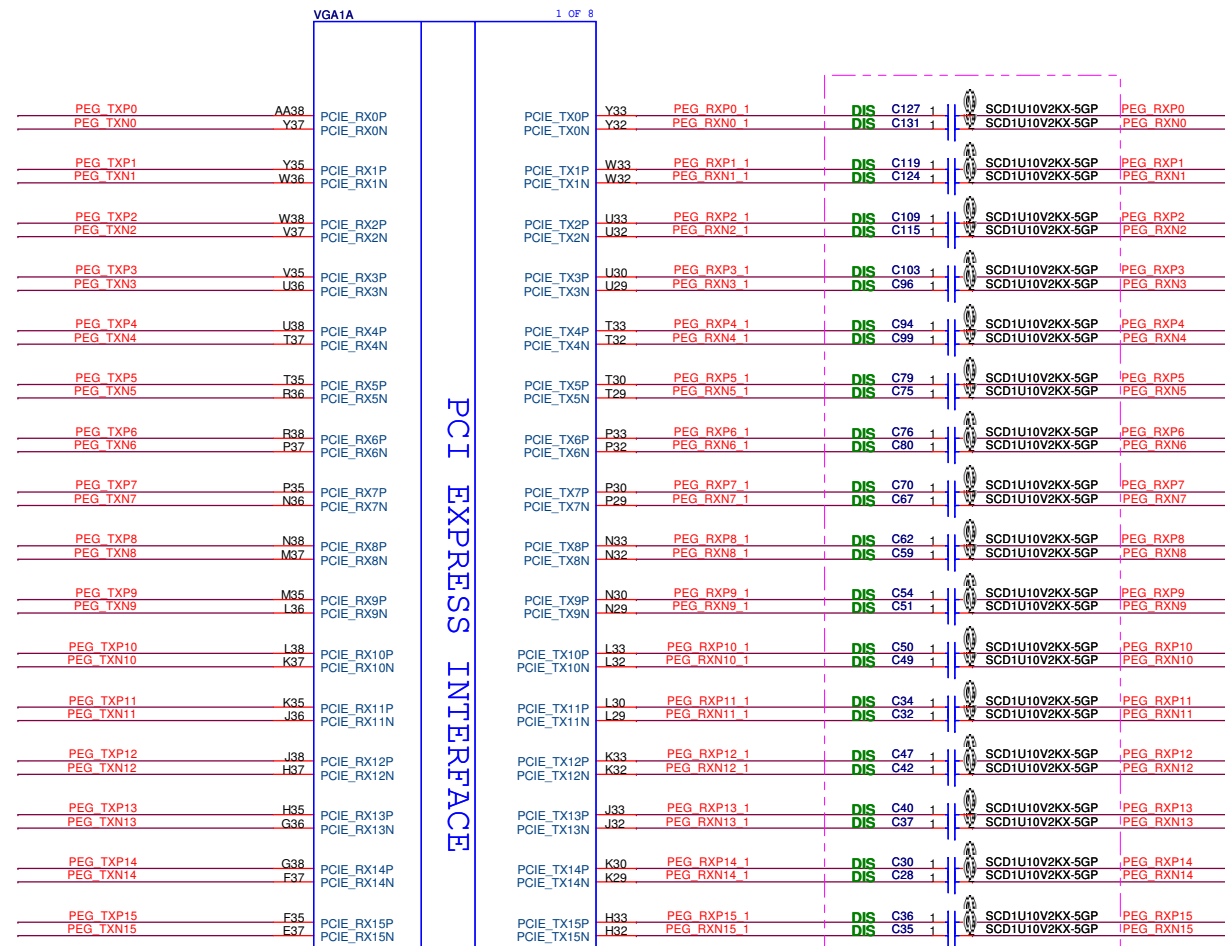 VGA1A 1 OF 8
PEG_TXP0 AA38 PCIE_RX0P PCIE_TX0P Y33 PEG_RXP0_1 DIS C127 1 SCD1U10V2KX-5GP PEG_RXP0
PEG_TXN0 Y37 PCIE_RX0N PCIE_TX0N Y32 PEG_RXN0_1 DIS C131 1 SCD1U10V2KX-5GP PEG_RXN0
PEG_TXP1 Y35 PCIE_RX1P PCIE_TX1P W33 PEG_RXP1_1 DIS C119 1 SCD1U10V2KX-5GP PEG_RXP1
PEG_TXN1 W36 PCIE_RX1N PCIE_TX1N W32 PEG_RXN1_1 DIS C124 1 SCD1U10V2KX-5GP PEG_RXN1
PEG_TXP2 W38 PCIE_RX2P PCIE_TX2P U33 PEG_RXP2_1 DIS C109 1 SCD1U10V2KX-5GP PEG_RXP2
PEG_TXN2 V37 PCIE_RX2N PCIE_TX2N U32 PEG_RXN2_1 DIS C115 1 SCD1U10V2KX-5GP PEG_RXN2
PEG_TXP3 V35 PCIE_RX3P PCIE_TX3P U30 PEG_RXP3_1 DIS C103 1 SCD1U10V2KX-5GP PEG_RXP3
PEG_TXN3 U36 PCIE_RX3N PCIE_TX3N U29 PEG_RXN3_1 DIS C96 1 SCD1U10V2KX-5GP PEG_RXN3
PEG_TXP4 U38 PCIE_RX4P PCIE_TX4P T33 PEG_RXP4_1 DIS C94 1 SCD1U10V2KX-5GP PEG_RXP4
PEG_TXN4 T37 PCIE_RX4N PCIE_TX4N T32 PEG_RXN4_1 DIS C99 1 SCD1U10V2KX-5GP PEG_RXN4
PEG_TXP5 T35 PCIE_RX5P PCIE_TX5P T30 PEG_RXP5_1 DIS C79 1 SCD1U10V2KX-5GP PEG_RXP5
PEG_TXN5 R36 PCIE_RX5N PCIE_TX5N T29 PEG_RXN5_1 DIS C75 1 SCD1U10V2KX-5GP PEG_RXN5
PEG_TXP6 R38 PCIE_RX6P PCIE_TX6P P33 PEG_RXP6_1 DIS C76 1 SCD1U10V2KX-5GP PEG_RXP6
PEG_TXN6 P37 PCIE_RX6N PCIE_TX6N P32 PEG_RXN6_1 DIS C80 1 SCD1U10V2KX-5GP PEG_RXN6
PEG_TXP7 P35 PCIE_RX7P PCIE_TX7P P30 PEG_RXP7_1 DIS C70 1 SCD1U10V2KX-5GP PEG_RXP7
PEG_TXN7 N36 PCIE_RX7N PCIE_TX7N P29 PEG_RXN7_1 DIS C67 1 SCD1U10V2KX-5GP PEG_RXN7
PEG_TXP8 N38 PCIE_RX8P PCIE_TX8P N33 PEG_RXP8_1 DIS C62 1 SCD1U10V2KX-5GP PEG_RXP8
PEG_TXN8 M37 PCIE_RX8N PCIE_TX8N N32 PEG_RXN8_1 DIS C59 1 SCD1U10V2KX-5GP PEG_RXN8
PEG_TXP9 M35 PCIE_RX9P PCIE_TX9P N30 PEG_RXP9_1 DIS C54 1 SCD1U10V2KX-5GP PEG_RXP9
PEG_TXN9 L36 PCIE_RX9N PCIE_TX9N N29 PEG_RXN9_1 DIS C51 1 SCD1U10V2KX-5GP PEG_RXN9
PEG_TXP10 L38 PCIE_RX10P PCIE_TX10P L33 PEG_RXP10_1 DIS C50 1 SCD1U10V2KX-5GP PEG_RXP10
PEG_TXN10 K37 PCIE_RX10N PCIE_TX10N L32 PEG_RXN10_1 DIS C49 1 SCD1U10V2KX-5GP PEG_RXN10
PEG_TXP11 K35 PCIE_RX11P PCIE_TX11P L30 PEG_RXP11_1 DIS C34 1 SCD1U10V2KX-5GP PEG_RXP11
PEG_TXN11 J36 PCIE_RX11N PCIE_TX11N L29 PEG_RXN11_1 DIS C32 1 SCD1U10V2KX-5GP PEG_RXN11
PEG_TXP12 J38 PCIE_RX12P PCIE_TX12P K33 PEG_RXP12_1 DIS C47 1 SCD1U10V2KX-5GP PEG_RXP12
PEG_TXN12 H37 PCIE_RX12N PCIE_TX12N K32 PEG_RXN12_1 DIS C42 1 SCD1U10V2KX-5GP PEG_RXN12
PEG_TXP13 H35 PCIE_RX13P PCIE_TX13P J33 PEG_RXP13_1 DIS C40 1 SCD1U10V2KX-5GP PEG_RXP13
PEG_TXN13 G36 PCIE_RX13N PCIE_TX13N J32 PEG_RXN13_1 DIS C37 1 SCD1U10V2KX-5GP PEG_RXN13
PEG_TXP14 G38 PCIE_RX14P PCIE_TX14P K30 PEG_RXP14_1 DIS C30 1 SCD1U10V2KX-5GP PEG_RXP14
PEG_TXN14 F37 PCIE_RX14N PCIE_TX14N K29 PEG_RXN14_1 DIS C28 1 SCD1U10V2KX-5GP PEG_RXN14
PEG_TXP15 F35 PCIE_RX15P PCIE_TX15P H33 PEG_RXP15_1 DIS C36 1 SCD1U10V2KX-5GP PEG_RXP15
PEG_TXN15 E37 PCIE_RX15N PCIE_TX15N H32 PEG_RXN15_1 DIS C35 1 SCD1U10V2KX-5GP PEG_RXN15
PCI EXPRESS INTERFACE